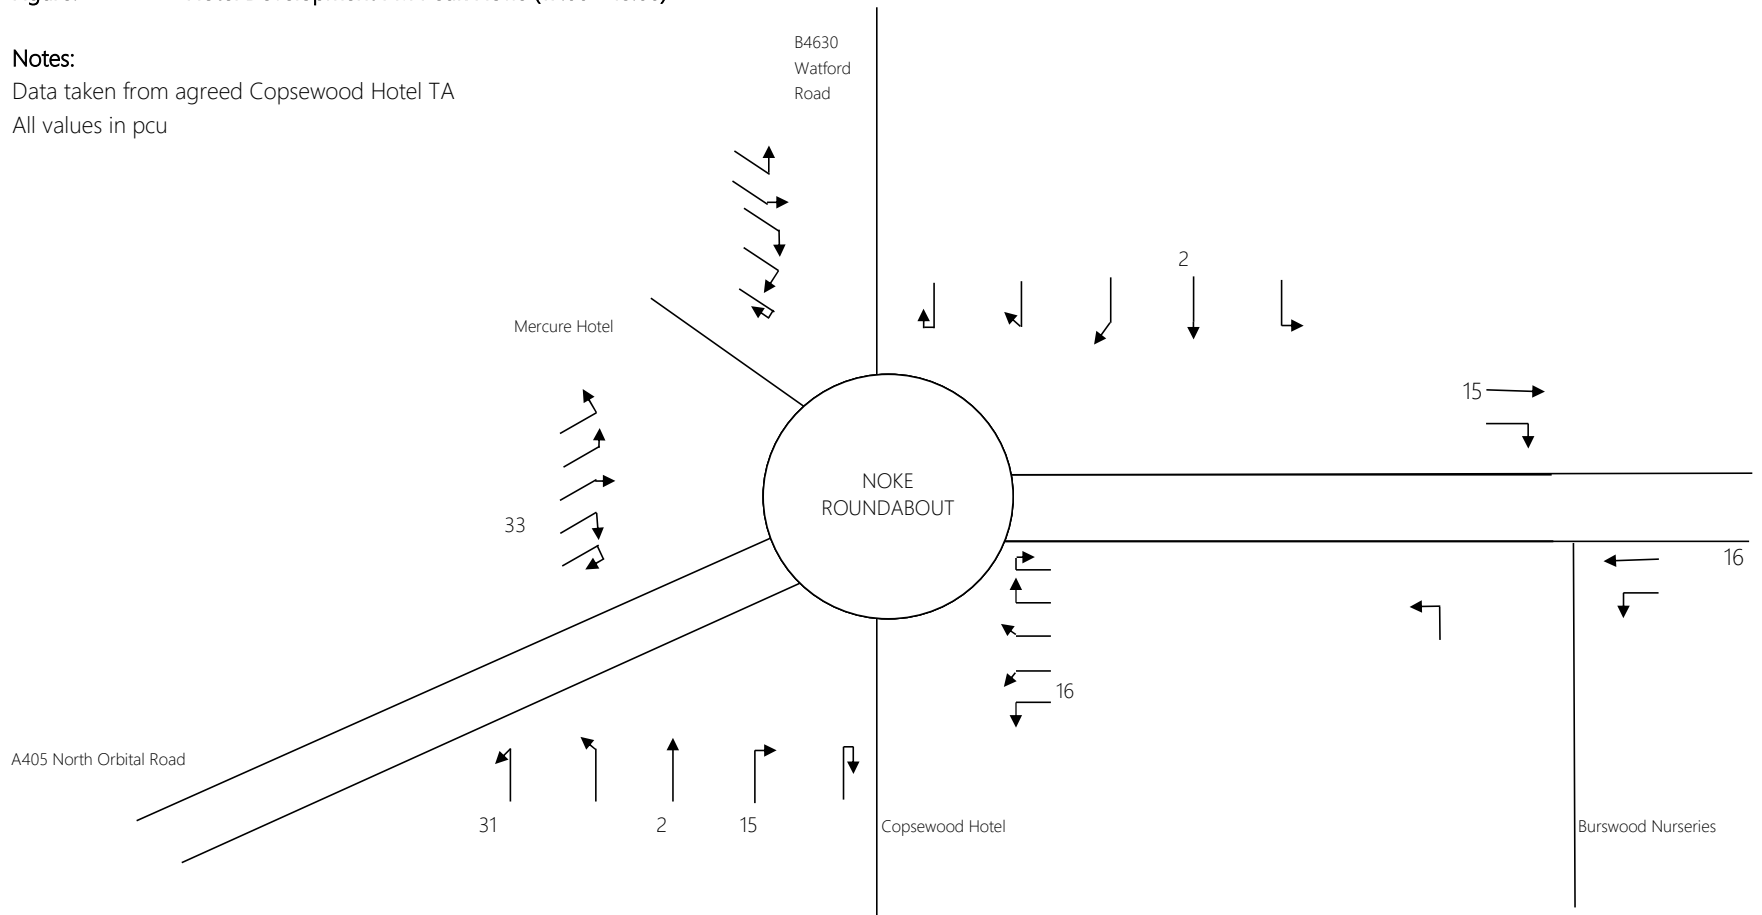 Notes:
Data taken from agreed Copsewood Hotel TA
All values in pcu
B4630
Watford
Road
2
Mercure Hotel
15
NOKE
ROUNDABOUT
33
16
16
A405 North Orbital Road
31
2
15
Copsewood Hotel
Burswood Nurseries